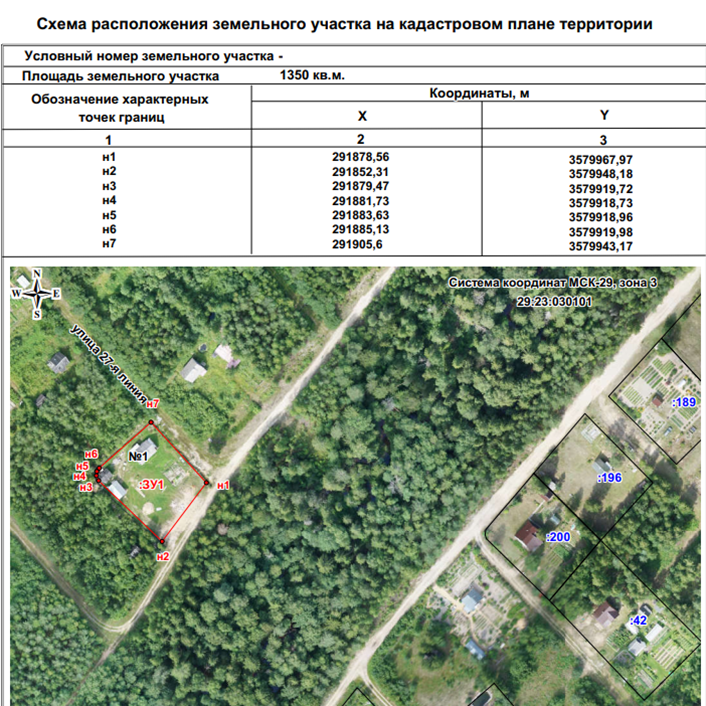 Схема расположения земельного участка на кадастровом плане территории
Условный номер земельного участка -
Площадь земельного участка 1350 кв.м.
Обозначение характерных точек границ
Координаты, м
X Y
1 2 3
н1 291878,56 3579967,97
н2 291852,31 3579948,18
н3 291879,47 3579919,72
н4 291881,73 3579918,73
н5 291883,63 3579918,96
н6 291885,13 3579919,98
н7 291905,6 3579943,17
N
W E
S
Система координат МСК-29, зона 3
29:23:030101
улица 27-я линия
н7
:189
н6
№1
н5
н4
н3
:ЗУ1
н1
:196
н2
:200
:42